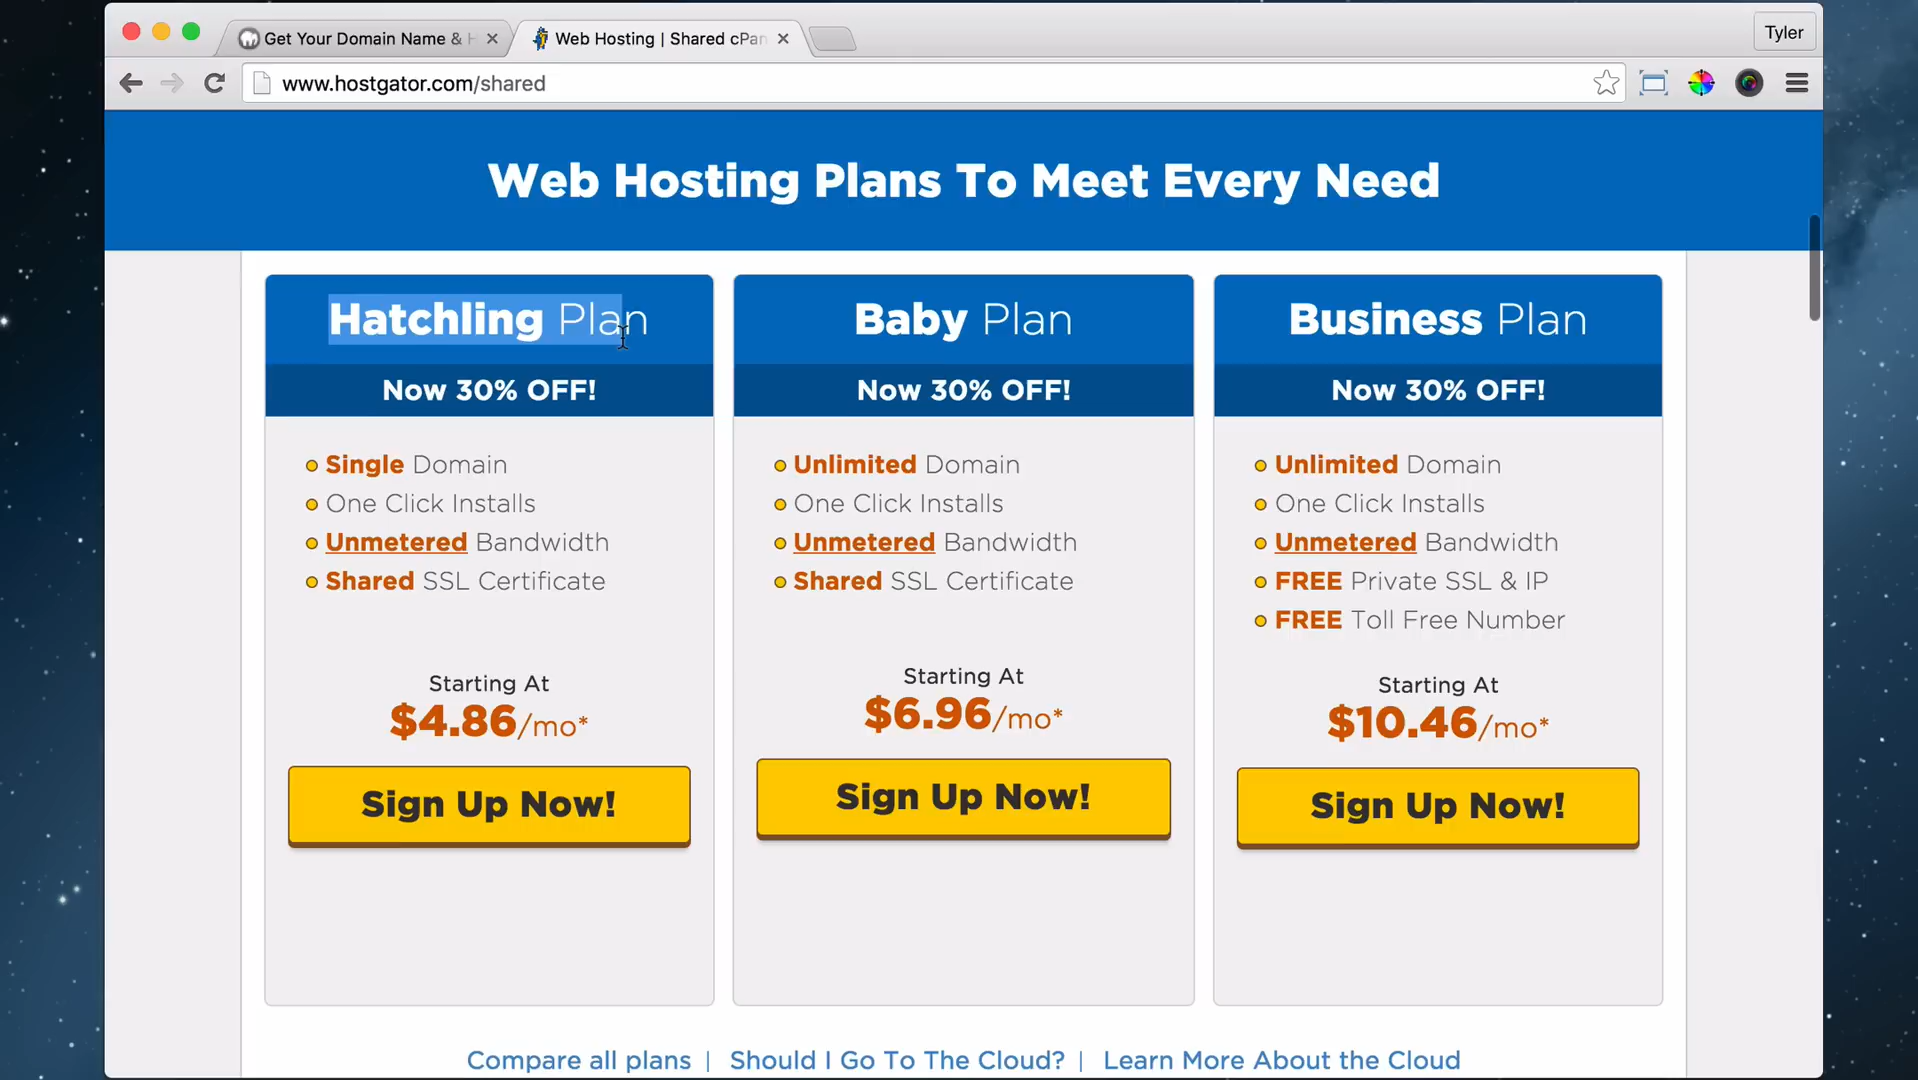 Get Your Domain Name & H
Web Hosting | Shared cPan
Tyler
www.hostgator.com/shared
Web Hosting Plans To Meet Every Need
Hatchling Plan
Now 30% OFF!
Single Domain
One Click Installs
Unmetered Bandwidth
Shared SSL Certificate
Starting At
$4.86/mo*
Sign Up Now!
Baby Plan
Now 30% OFF!
Unlimited Domain
One Click Installs
Unmetered Bandwidth
Shared SSL Certificate
Starting At
$6.96/mo*
Sign Up Now!
Business Plan
Now 30% OFF!
Unlimited Domain
One Click Installs
Unmetered Bandwidth
FREE Private SSL & IP
FREE Toll Free Number
Starting At
$10.46/mo*
Sign Up Now!
Compare all plans | Should I Go To The Cloud? | Learn More About the Cloud